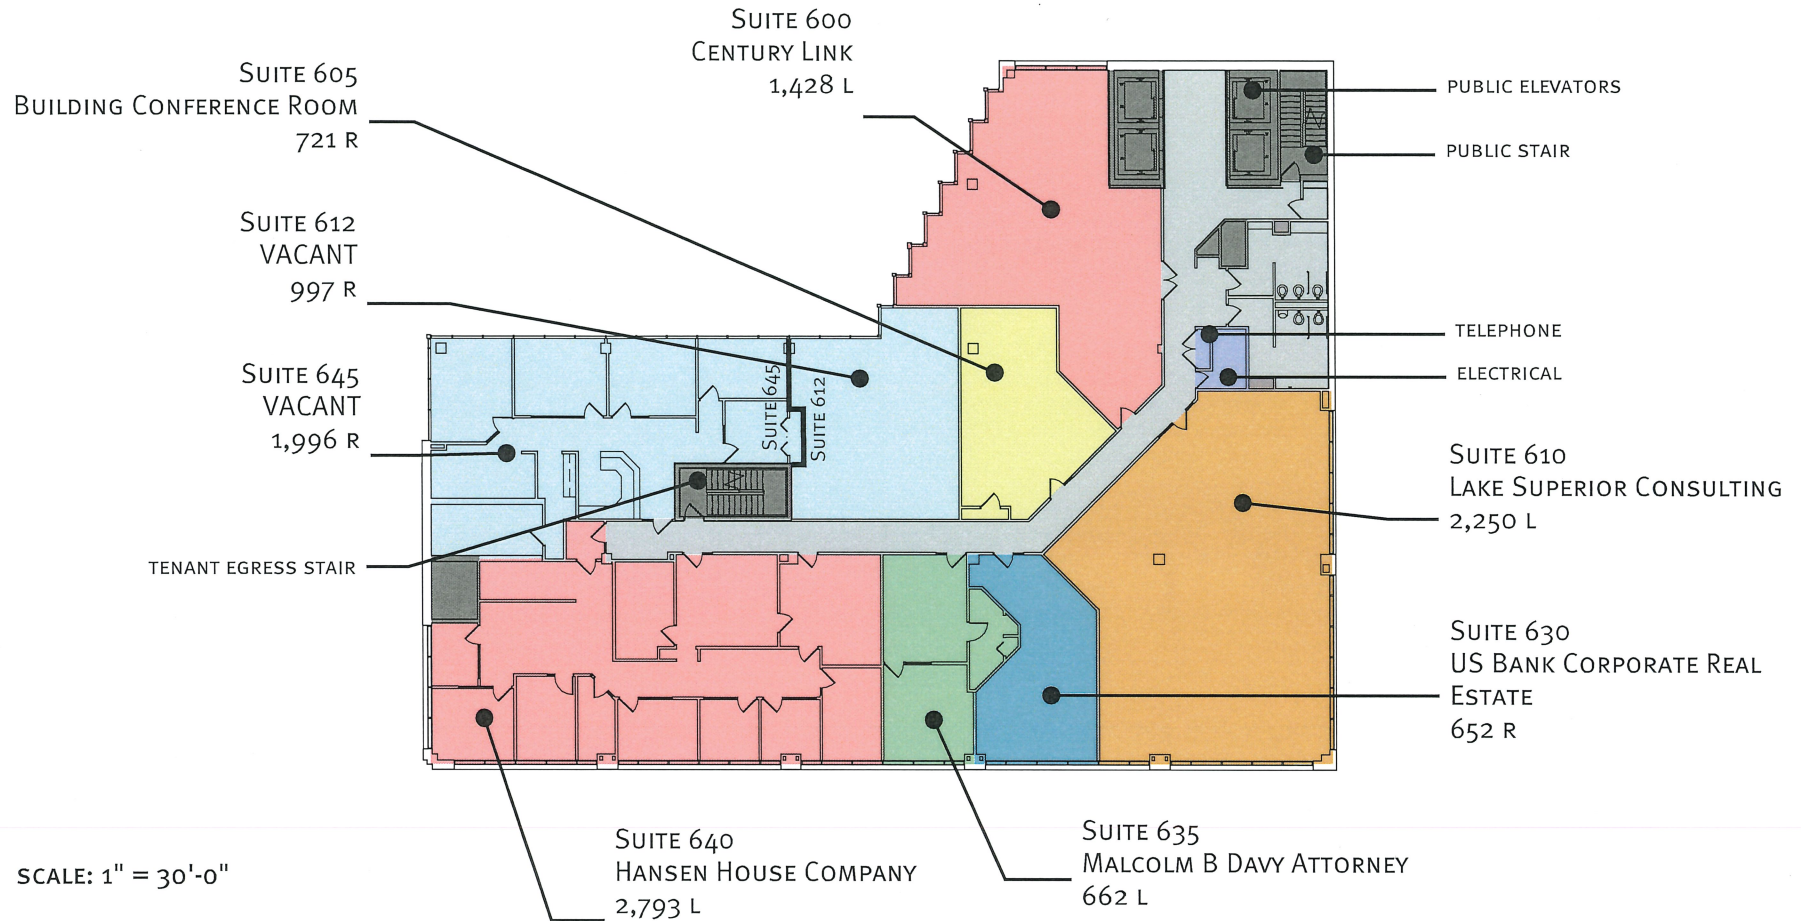 SUITE 600
CENTURY LINK
1,428 L
SUITE 605
BUILDING CONFERENCE ROOM
721 R
SUITE 612
VACANT
997 R
SUITE 645
VACANT
1,996 R
TENANT EGRESS STAIR
SUITE 645
SUITE 612
PUBLIC ELEVATORS
PUBLIC STAIR
TELEPHONE
ELECTRICAL
SUITE 610
LAKE SUPERIOR CONSULTING
2,250 L
SUITE 630
US BANK CORPORATE REAL
ESTATE
652 R
SUITE 640
HANSEN HOUSE COMPANY
2,793 L
SUITE 635
MALCOLM B DAVY ATTORNEY
662 L
SCALE: 1" = 30'-0"